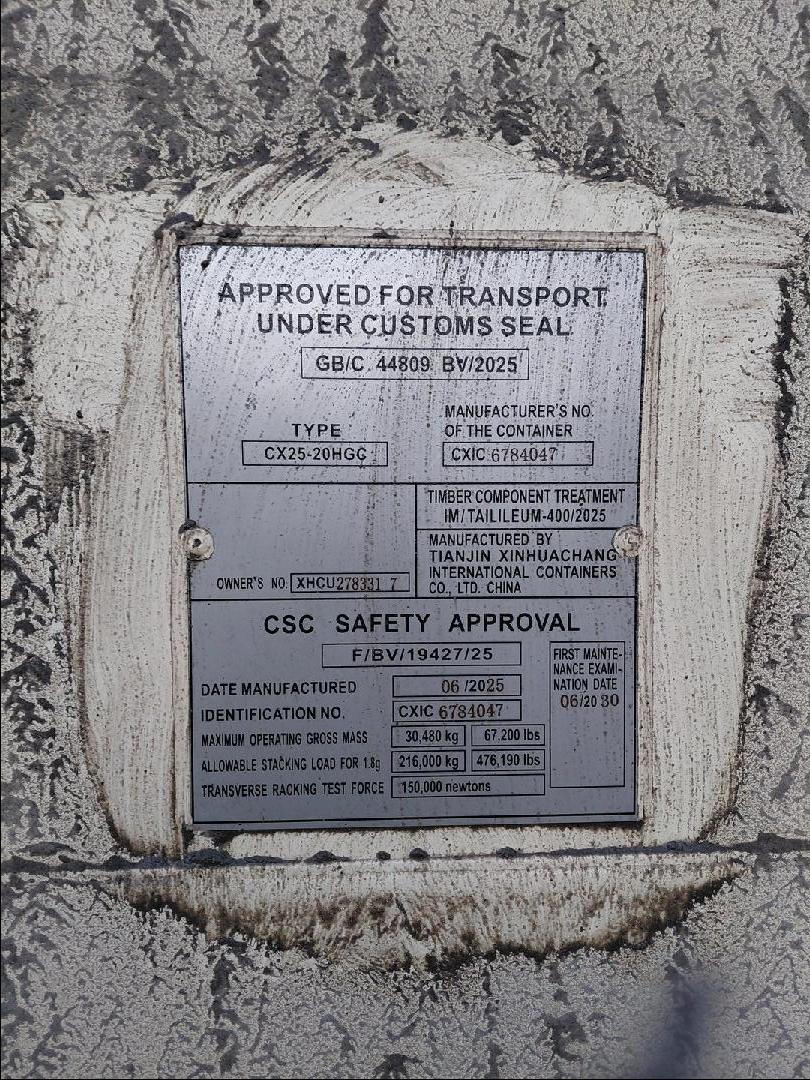 APPROVED FOR TRANSPORT
UNDER CUSTOMS SEAL
GB/C 44809 BV/2025
TYPE
CX25-20HGC
MANUFACTURER'S NO.
OF THE CONTAINER
CXIC 6784047
TIMBER COMPONENT TREATMENT
IM/TAILILEUM-400/2025
MANUFACTURED BY
TIANJIN XINHUACHANG
INTERNATIONAL CONTAINERS
CO., LTD. CHINA
OWNER'S NO. XHCU278331 7
CSC SAFETY APPROVAL
F/BV/19427/25
DATE MANUFACTURED 06/2025
IDENTIFICATION NO. CXIC 6784047
MAXIMUM OPERATING GROSS MASS 30,480 kg 67.200 lbs
ALLOWABLE STACKING LOAD FOR 1.8g 216,000 kg 476,190 lbs
TRANSVERSE RACKING TEST FORCE 150,000 newtons
FIRST MAINTE-
NANCE EXAMI-
NATION DATE
06/2030